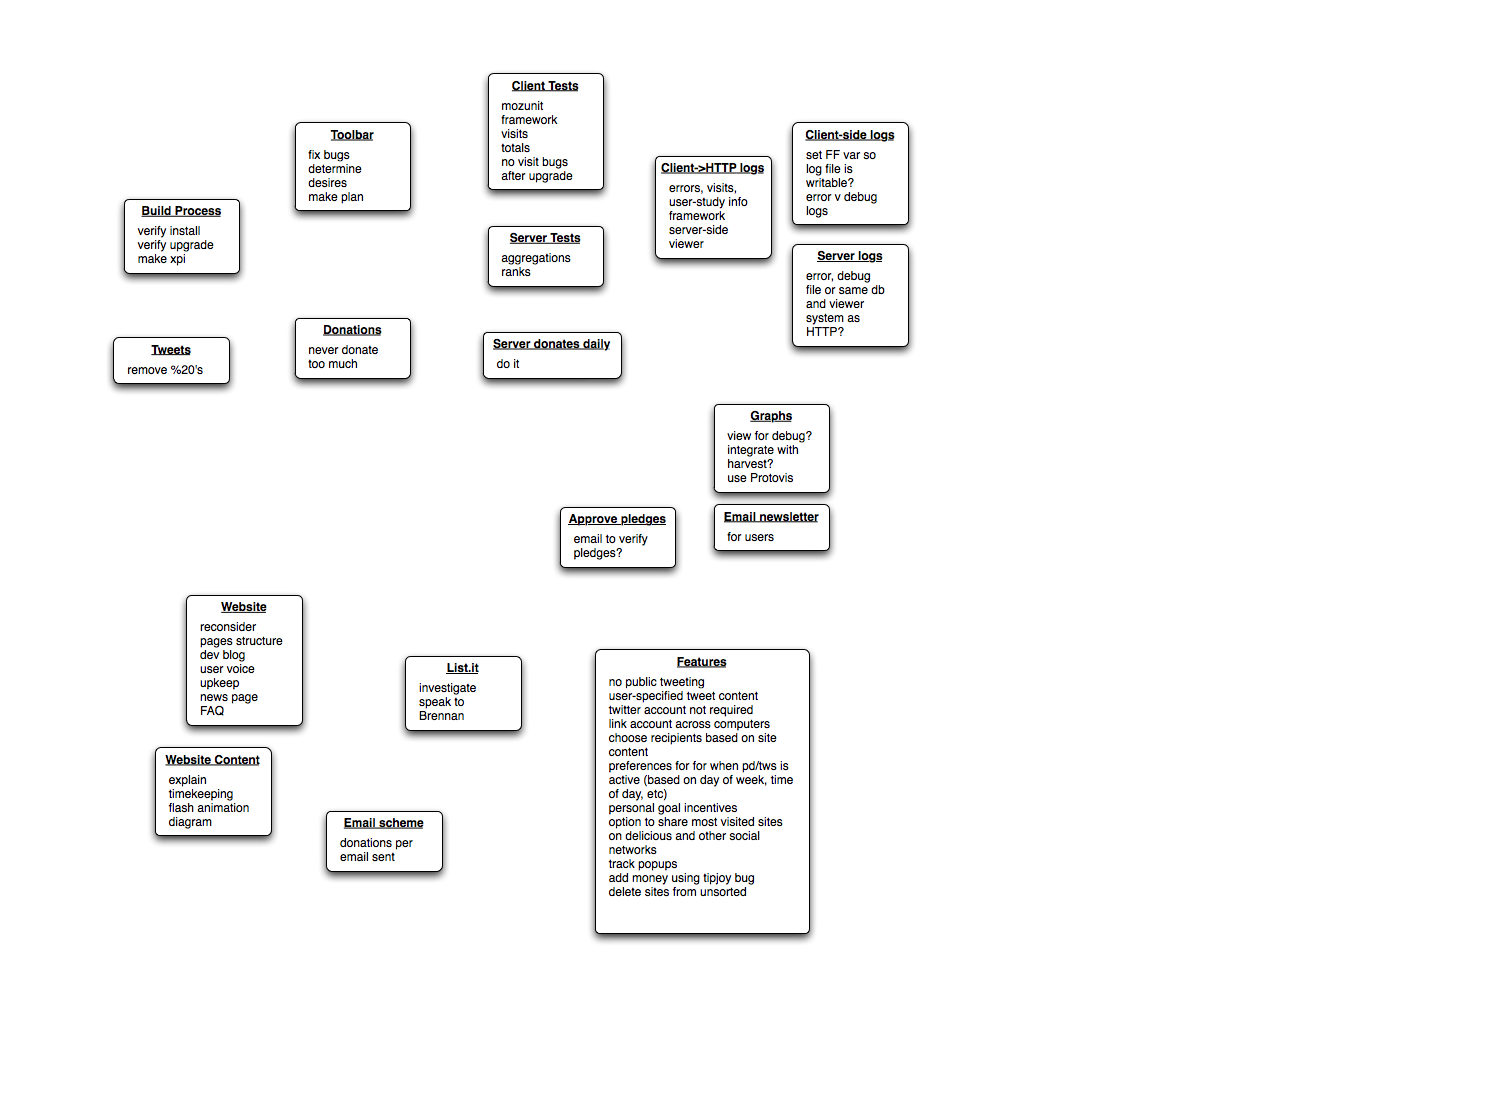 Client Tests
mozunit
framework
visits
totals
no visit bugs
after upgrade
Toolbar
fix bugs
determine
desires
make plan
Client-side logs
set FF var so
log file is
writable?
error v debug
logs
Client->HTTP logs
errors, visits,
user-study info
framework
server-side
viewer
Build Process
verify install
verify upgrade
make xpi
Server Tests
aggregations
ranks
Server logs
error, debug
file or same db
and viewer
system as
HTTP?
Donations
never donate
too much
Server donates daily
do it
Tweets
remove %20's
Graphs
view for debug?
integrate with
harvest?
use Protovis
Approve pledges
email to verify
pledges?
Email newsletter
for users
Website
reconsider
pages structure
dev blog
user voice
upkeep
news page
FAQ
List.it
investigate
speak to
Brennan
Features
no public tweeting
user-specified tweet content
twitter account not required
link account across computers
choose recipients based on site
content
preferences for for when pd/tws is
active (based on day of week, time
of day, etc)
personal goal incentives
option to share most visited sites
on delicious and other social
networks
track popups
add money using tipjoy bug
delete sites from unsorted
Website Content
explain
timekeeping
flash animation
diagram
Email scheme
donations per
email sent